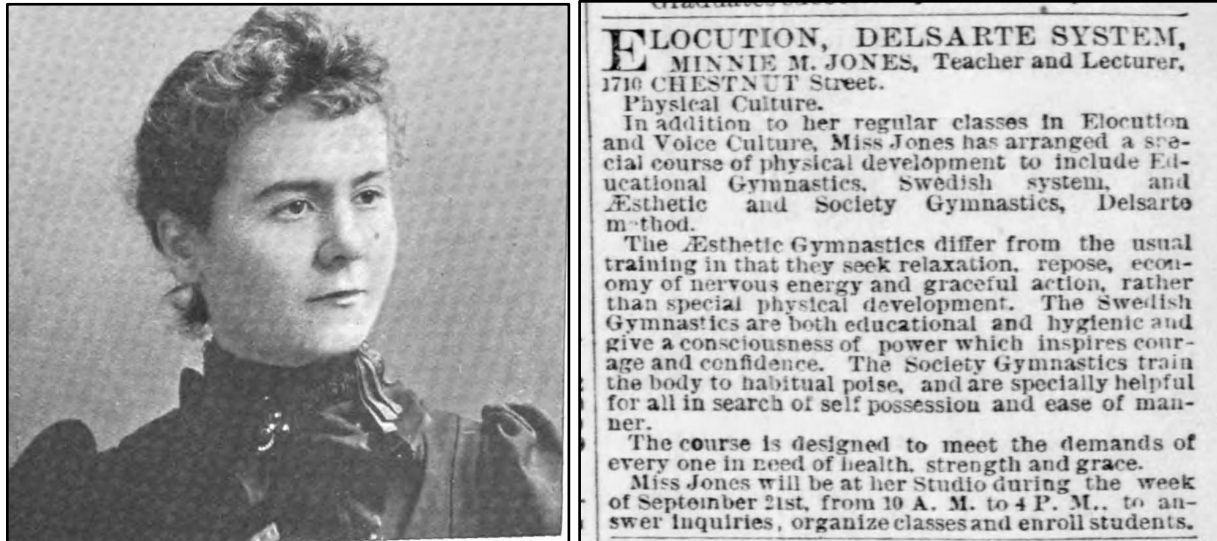 ELOCUTION, DELSARTE SYSTEM,
MINNIE M. JONES, Teacher and Lecturer,
1710 CHESTNUT Street.
Physical Culture.
In addition to her regular classes in Elocution
and Voice Culture, Miss Jones has arranged a spe-
cial course of physical development to include Ed-
ucational Gymnastics, Swedish system, and
Æsthetic and Society Gymnastics, Delsarte
method.
The Æsthetic Gymnastics differ from the usual
training in that they seek relaxation, repose, econ-
omy of nervous energy and graceful action, rather
than special physical development. The Swedish
Gymnastics are both educational and hygienic and
give a consciousness of power which inspires cour-
age and confidence. The Society Gymnastics train
the body to habitual poise, and are specially helpful
for all in search of self possession and ease of man-
ner.
The course is designed to meet the demands of
every one in need of health, strength and grace.
Miss Jones will be at her Studio during the week
of September 21st, from 10 A. M. to 4 P. M.. to an-
swer inquiries, organize classes and enroll students.